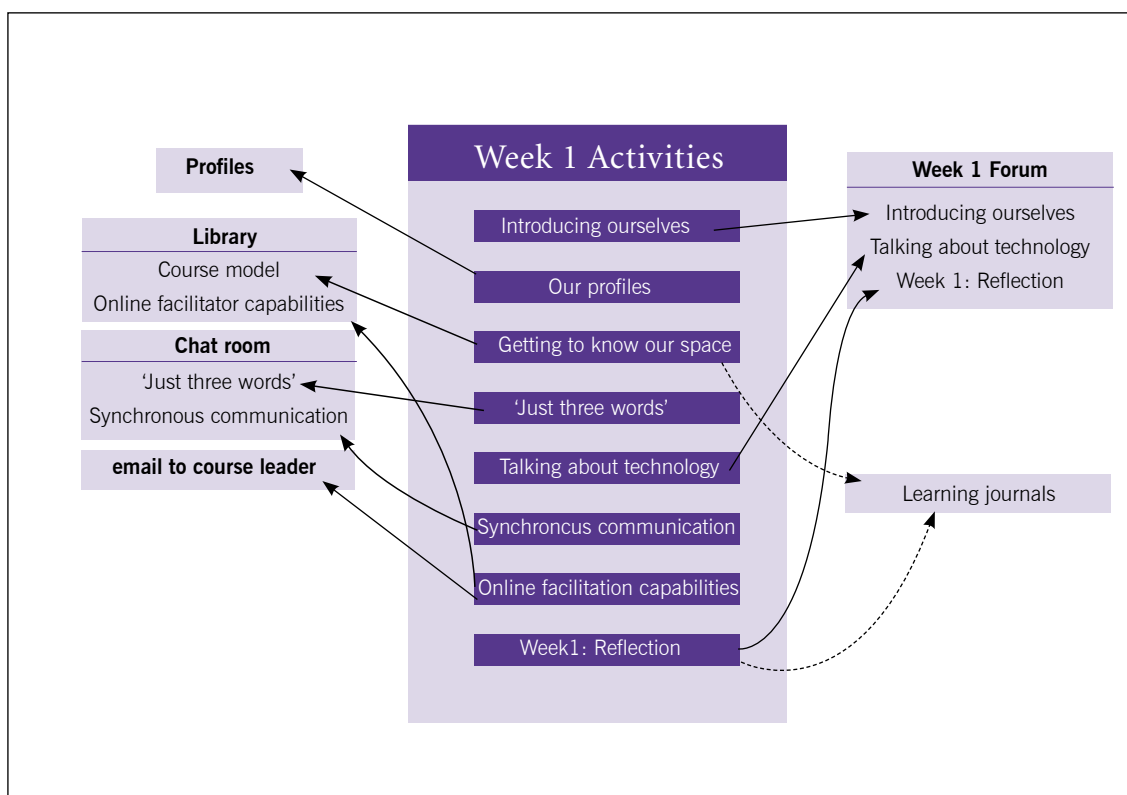 Profiles
Library
Course model
Online facilitator capabilities
Chat room
‘Just three words’
Synchronous communication
email to course leader
Week 1 Activities
Introducing ourselves
Our profiles
Getting to know our space
‘Just three words’
Talking about technology
Synchroncus communication
Online facilitation capabilities
Week1: Reflection
Week 1 Forum
Introducing ourselves
Talking about technology
Week 1: Reflection
Learning journals